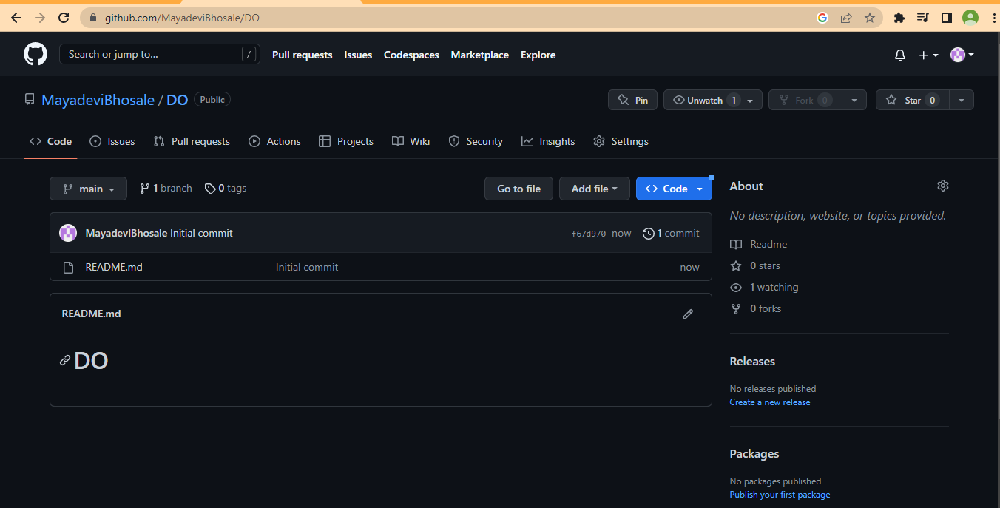 github.com/MayadeviBhosale/DO
Search or jump to... /
Pull requests Issues Codespaces Marketplace Explore
MayadeviBhosale / DO Public
Pin Unwatch 1 Fork 0 Star 0
Code Issues Pull requests Actions Projects Wiki Security Insights Settings
main 1 branch 0 tags Go to file Add file Code
MayadeviBhosale Initial commit f67d970 now 1 commit
README.md Initial commit now
README.md
DO
About
No description, website, or topics provided.
Readme
0 stars
1 watching
0 forks
Releases
No releases published
Create a new release
Packages
No packages published
Publish your first package